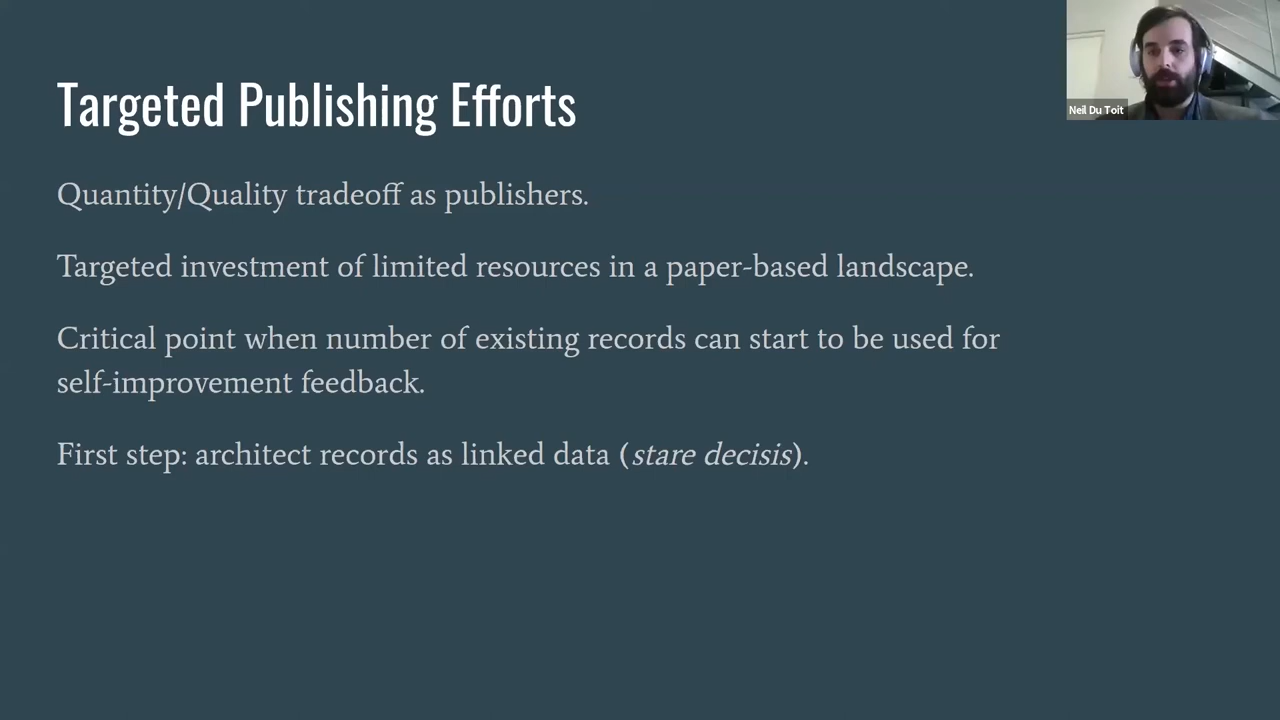 Targeted Publishing Efforts
Neil Du Toit
Quantity/Quality tradeoff as publishers.
Targeted investment of limited resources in a paper-based landscape.
Critical point when number of existing records can start to be used for
self-improvement feedback.
First step: architect records as linked data (stare decisis).